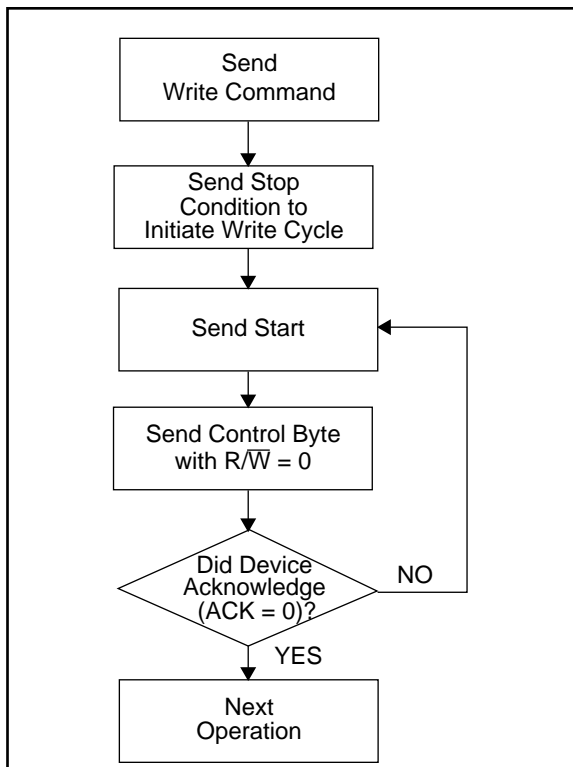 Send
Write Command
Send Stop
Condition to
Initiate Write Cycle
Send Start
Send Control Byte
with R/W̅ = 0
Did Device
Acknowledge
(ACK = 0)?
NO
YES
Next
Operation